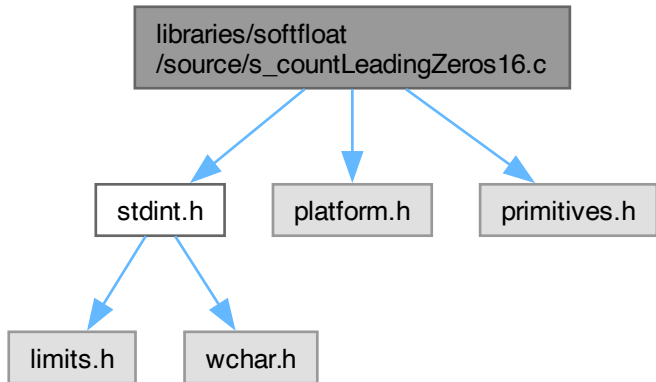 libraries/softfloat
/source/s_countLeadingZeros16.c
stdint.h
platform.h
primitives.h
limits.h
wchar.h